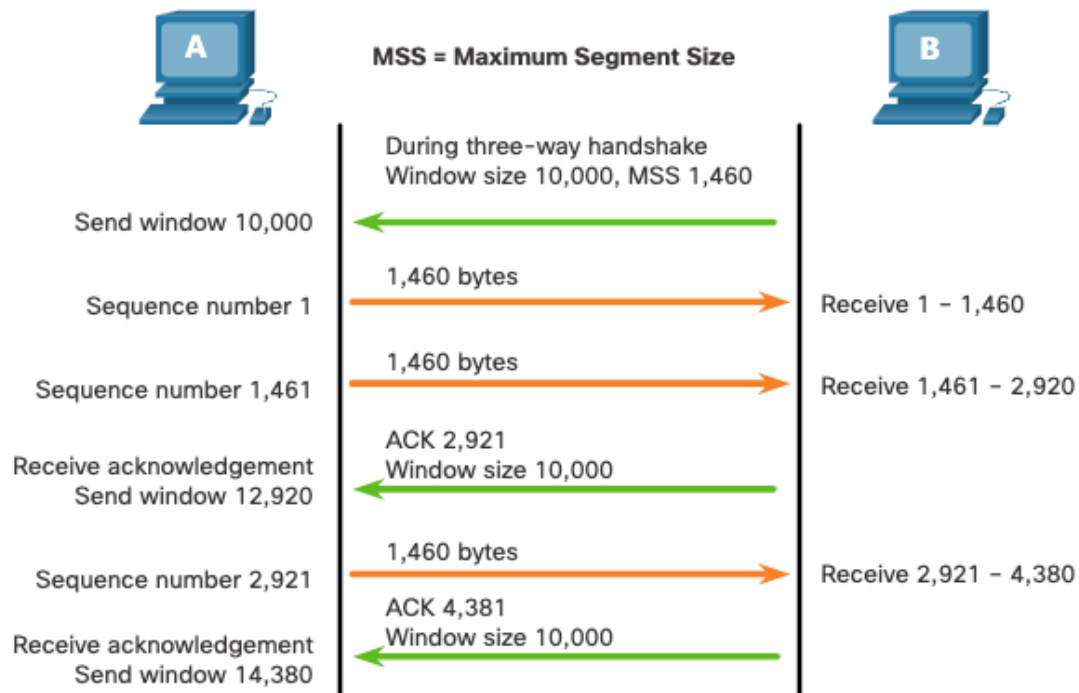 A
MSS = Maximum Segment Size
B
During three-way handshake
Window size 10,000, MSS 1,460
Send window 10,000
1,460 bytes
Sequence number 1
Receive 1 – 1,460
1,460 bytes
Sequence number 1,461
Receive 1,461 – 2,920
ACK 2,921
Window size 10,000
Receive acknowledgement
Send window 12,920
1,460 bytes
Sequence number 2,921
Receive 2,921 – 4,380
ACK 4,381
Window size 10,000
Receive acknowledgement
Send window 14,380